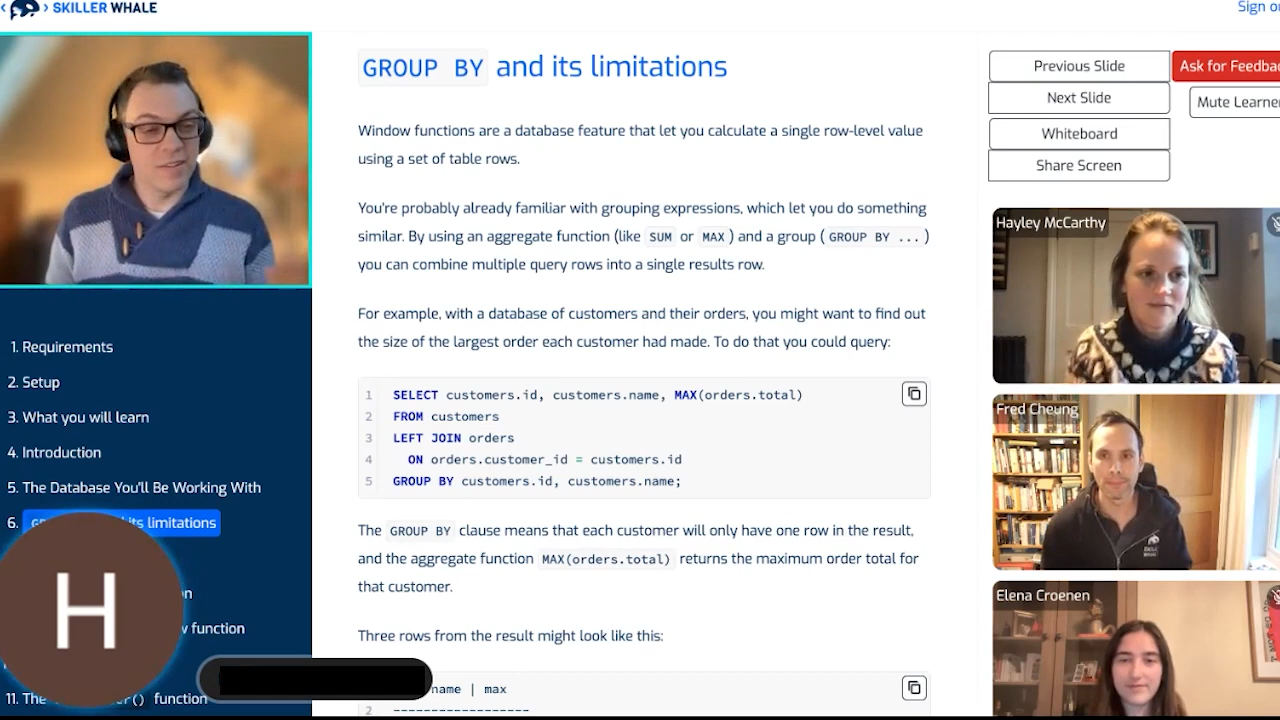 ‹ › SKILLER WHALE
Sign ou
GROUP BY and its limitations
Window functions are a database feature that let you calculate a single row-level value
using a set of table rows.
You're probably already familiar with grouping expressions, which let you do something
similar. By using an aggregate function (like SUM or MAX ) and a group ( GROUP BY ... )
you can combine multiple query rows into a single results row.
For example, with a database of customers and their orders, you might want to find out
the size of the largest order each customer had made. To do that you could query:
1 SELECT customers.id, customers.name, MAX(orders.total)
2 FROM customers
3 LEFT JOIN orders
4 ON orders.customer_id = customers.id
5 GROUP BY customers.id, customers.name;
The GROUP BY clause means that each customer will only have one row in the result,
and the aggregate function MAX(orders.total) returns the maximum order total for
that customer.
Three rows from the result might look like this:
name | max
2 ------------------
1. Requirements
2. Setup
3. What you will learn
4. Introduction
5. The Database You'll Be Working With
6. its limitations
on
function
11. The () function
H
Previous Slide
Next Slide
Whiteboard
Share Screen
Ask for Feedba
Mute Learne
Hayley McCarthy
Fred Cheung
Elena Croenen